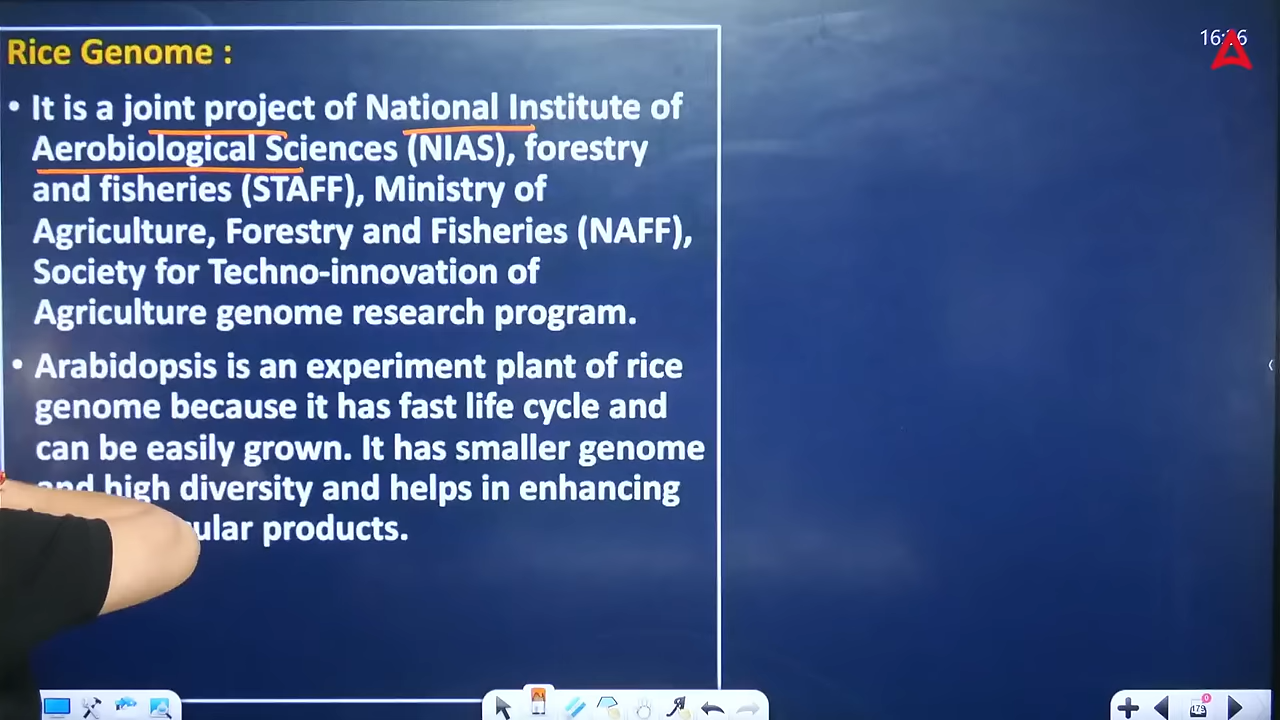 Rice Genome :
• It is a joint project of National Institute of
Aerobiological Sciences (NIAS), forestry
and fisheries (STAFF), Ministry of
Agriculture, Forestry and Fisheries (NAFF),
Society for Techno-innovation of
Agriculture genome research program.
• Arabidopsis is an experiment plant of rice
genome because it has fast life cycle and
can be easily grown. It has smaller genome
and high diversity and helps in enhancing
products.
179